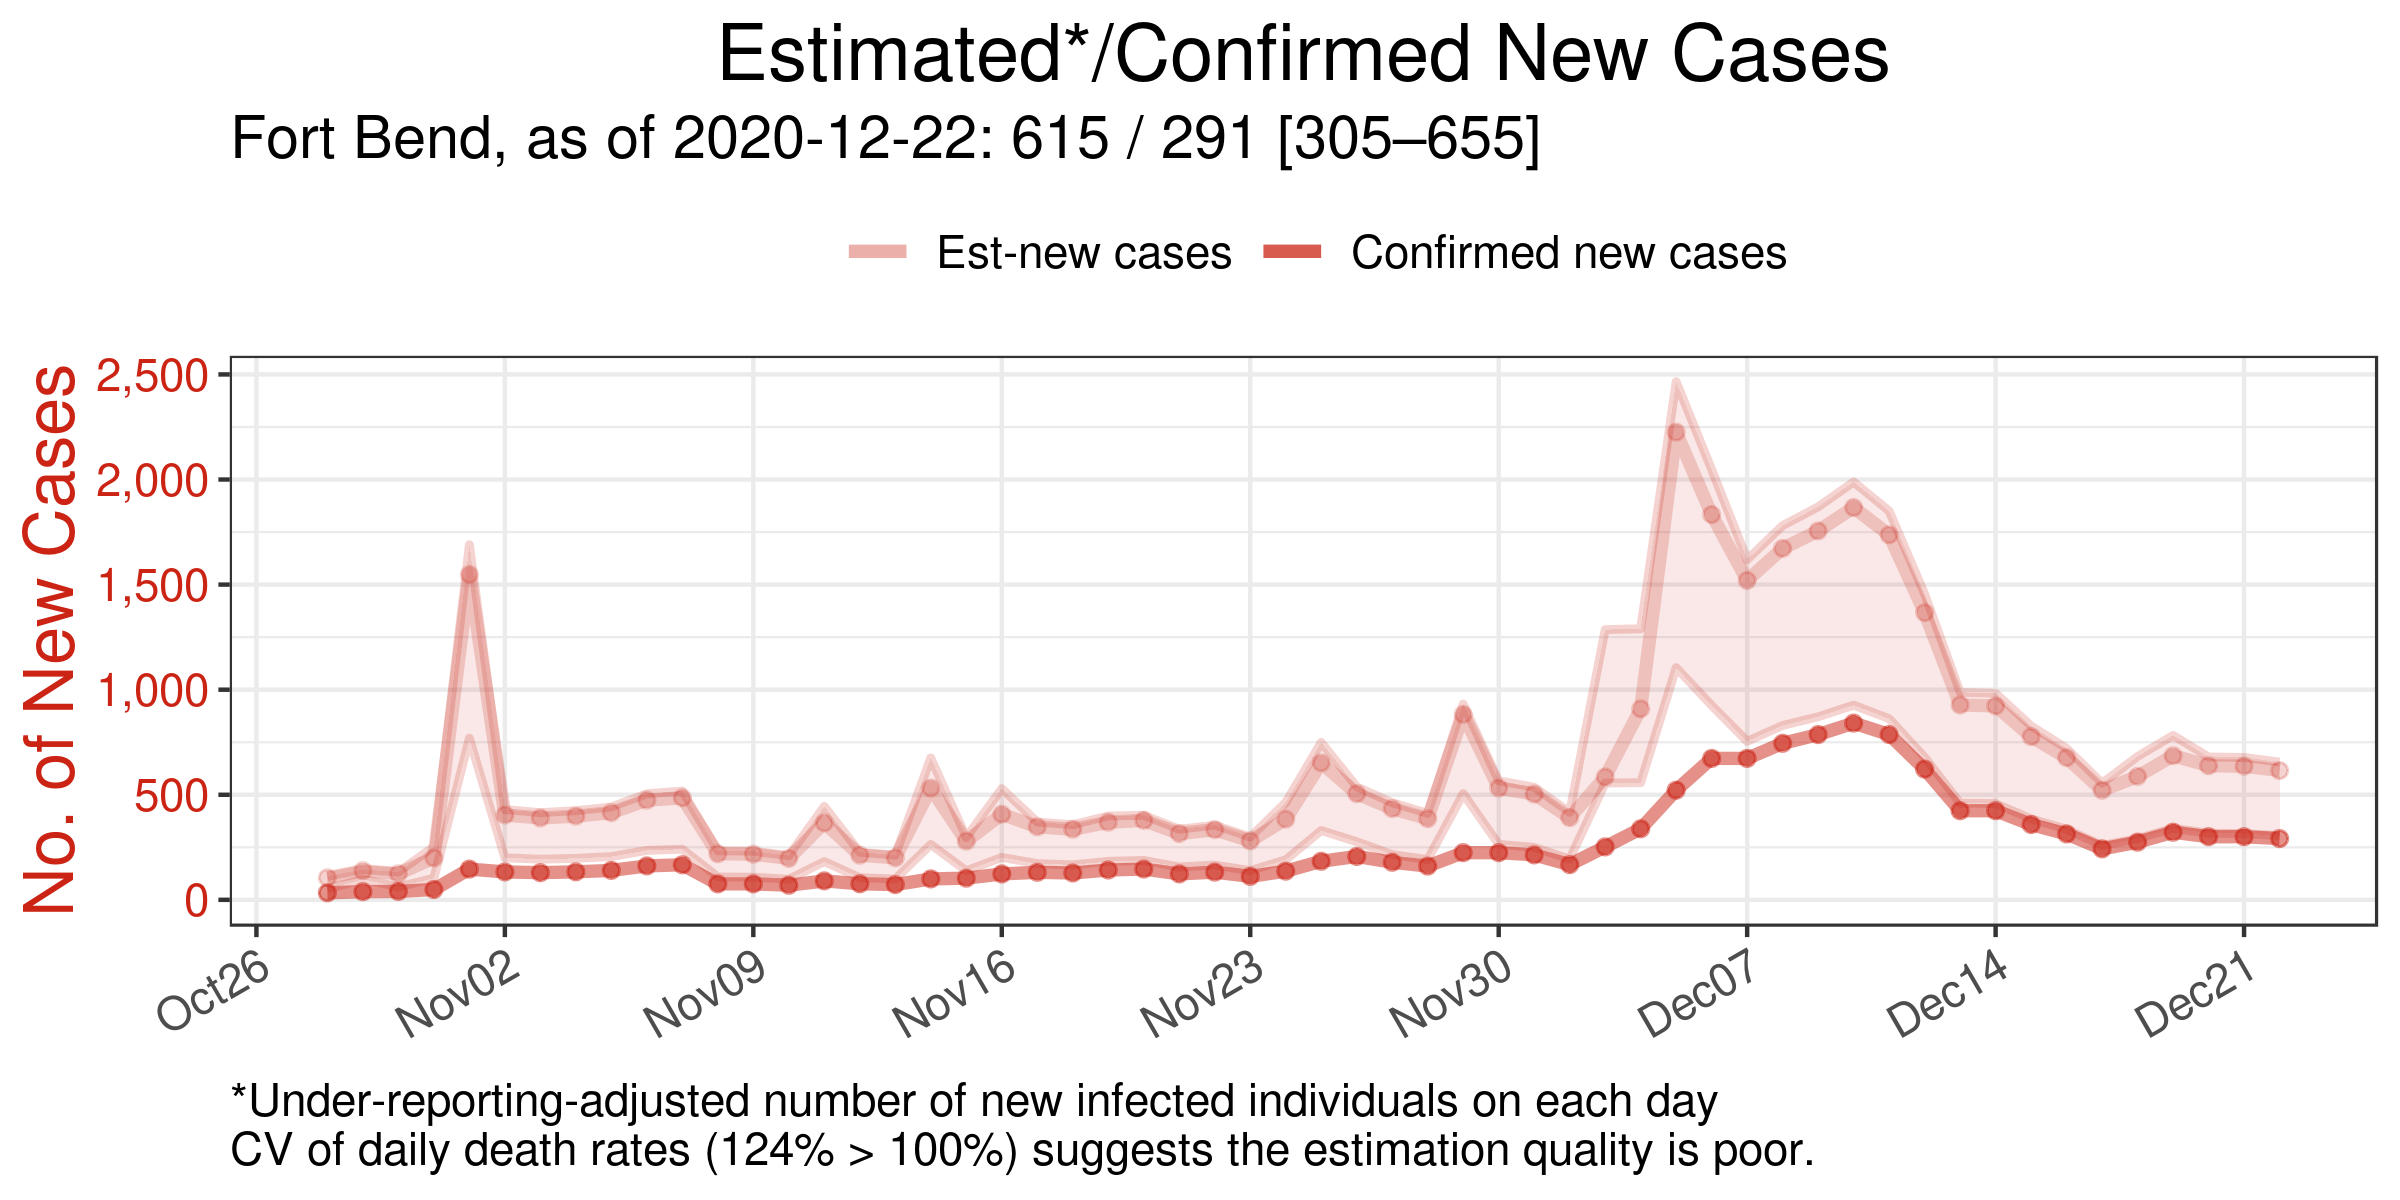 Estimated*/Confirmed New Cases
Fort Bend, as of 2020-12-22: 615 / 291 [305–655]
Est-new cases
Confirmed new cases
No. of New Cases
2,500
2,000
1,500
1,000
500
0
Oct26
Nov02
Nov09
Nov16
Nov23
Nov30
Dec07
Dec14
Dec21
*Under-reporting-adjusted number of new infected individuals on each day
CV of daily death rates (124% > 100%) suggests the estimation quality is poor.